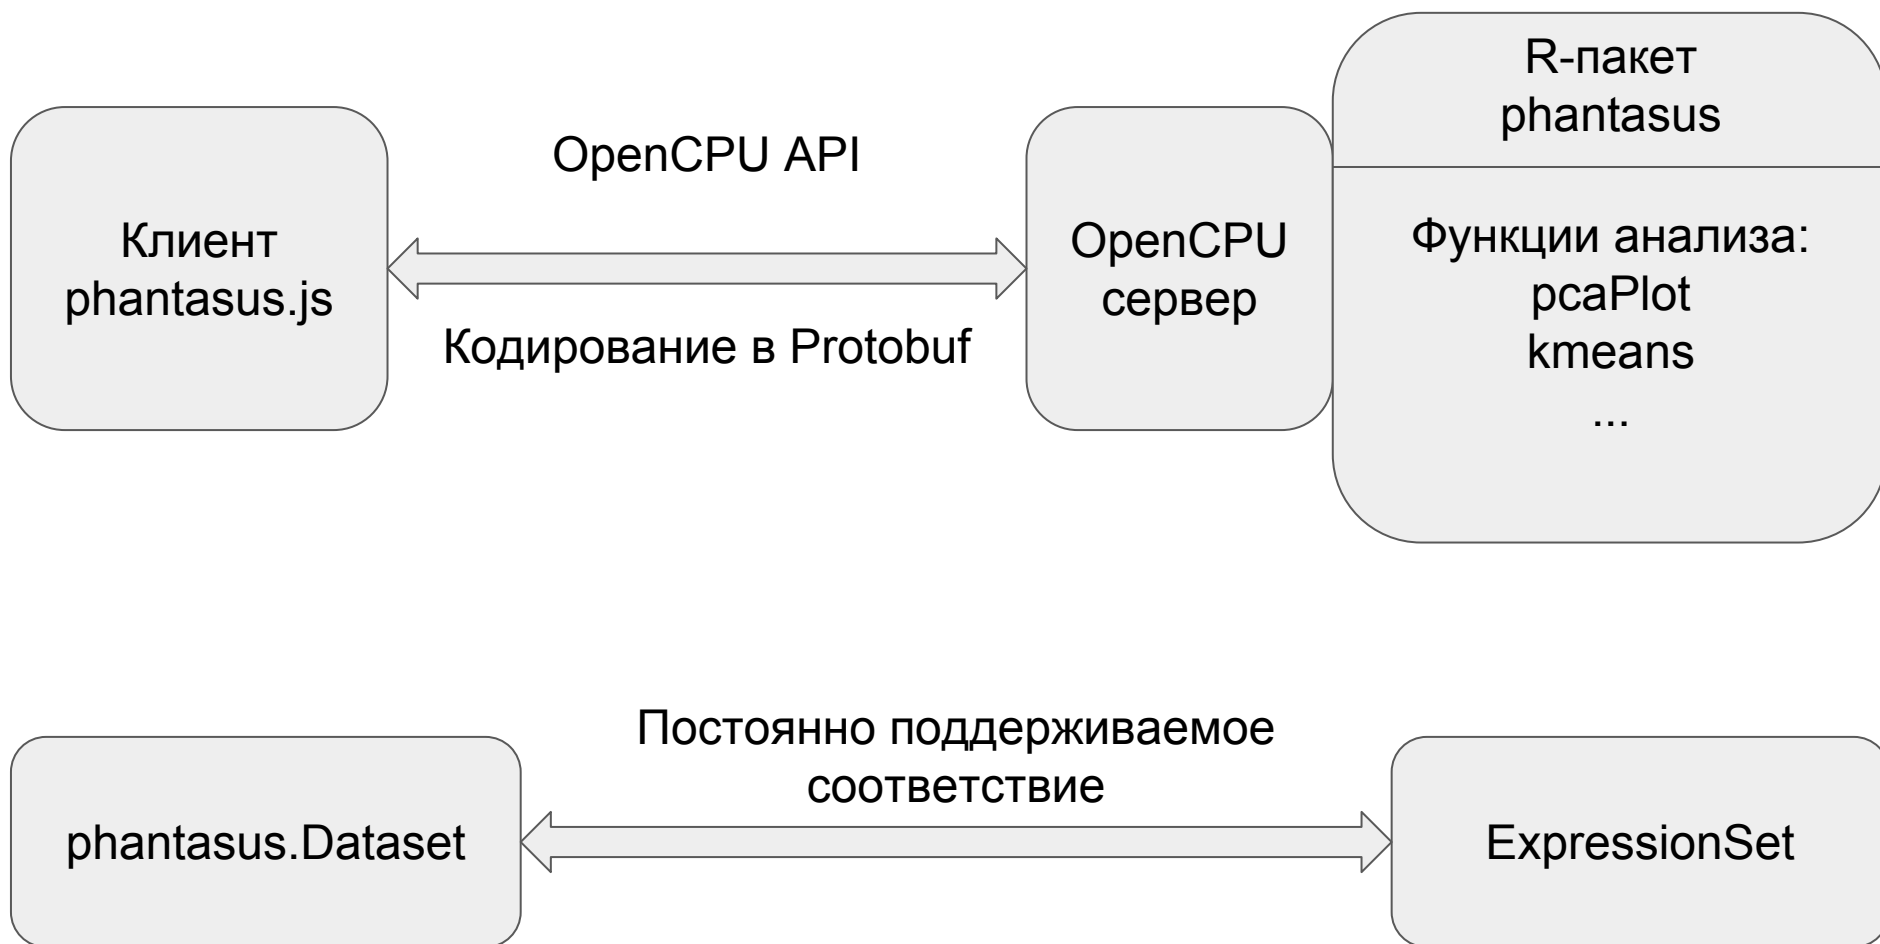 Клиент
phantasus.js
OpenCPU API
Кодирование в Protobuf
OpenCPU
сервер
R-пакет
phantasus
Функции анализа:
pcaPlot
kmeans
...
phantasus.Dataset
Постоянно поддерживаемое
соответствие
ExpressionSet